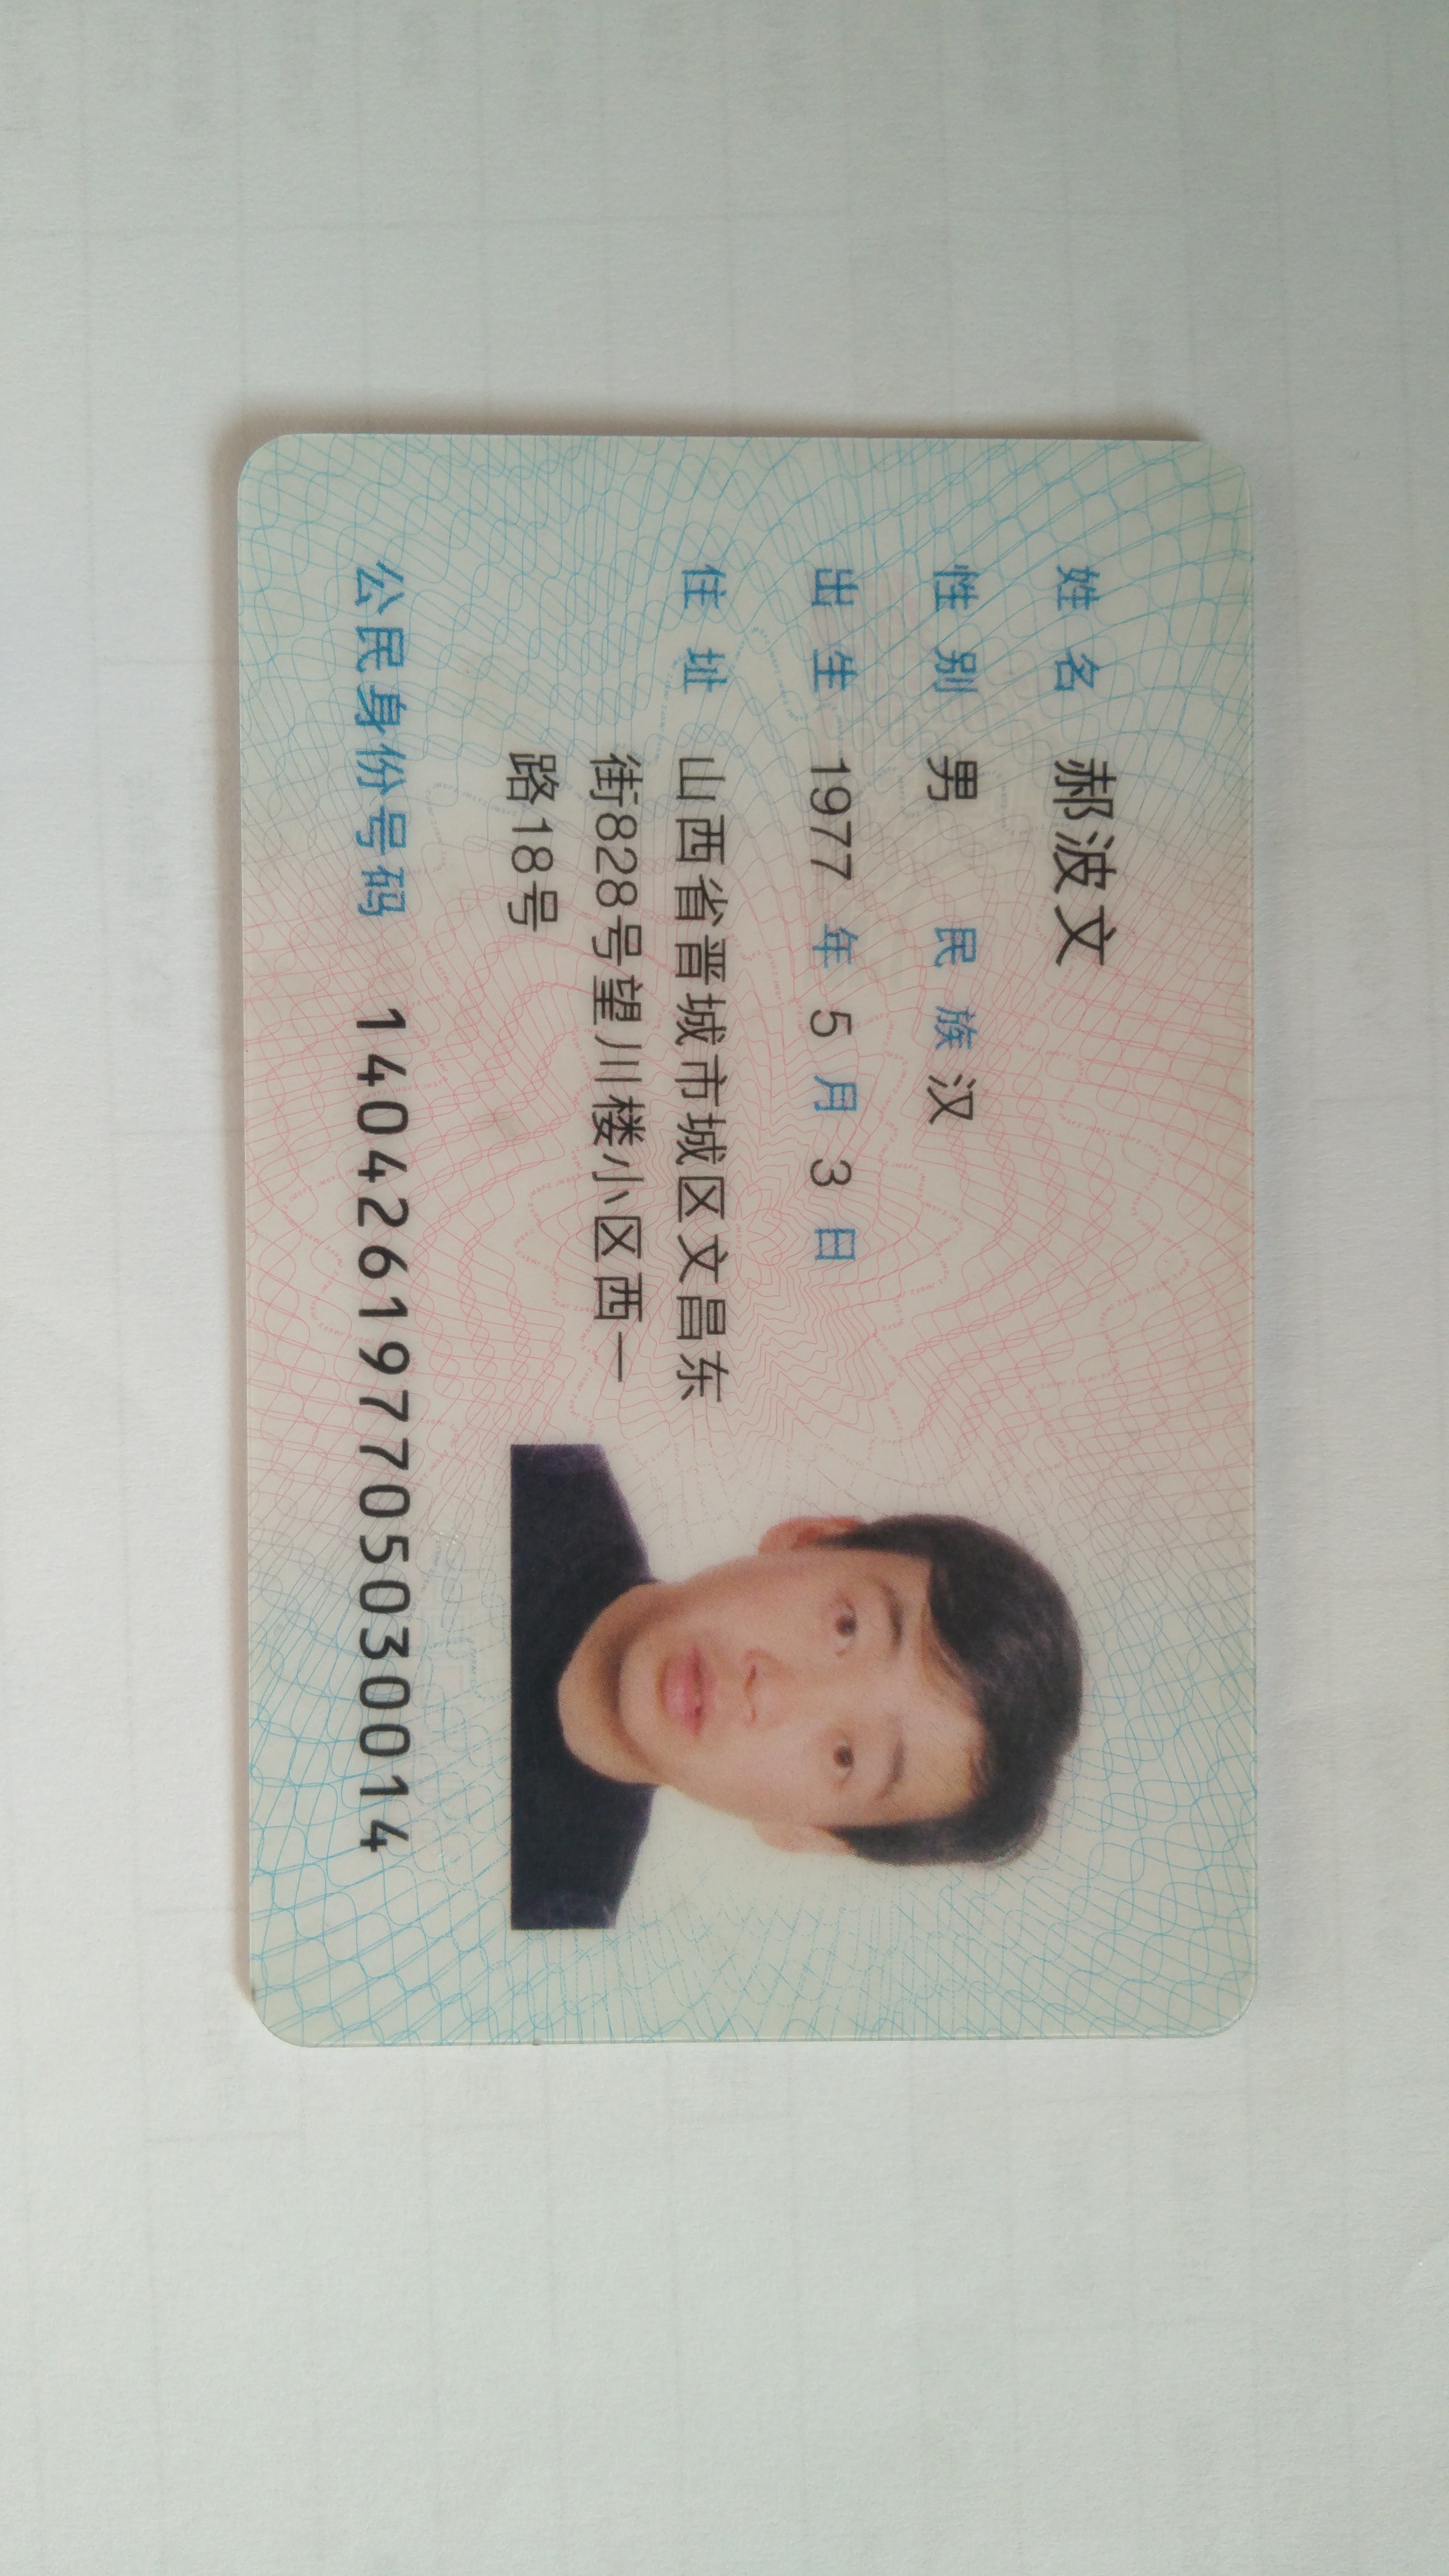 姓名 郝波文
性别 男 民族 汉
出生 1977 年 5 月 3 日
住址 山西省晋城市城区文昌东
街828号望川楼小区西一
路18号
公民身份号码 140426197705030014